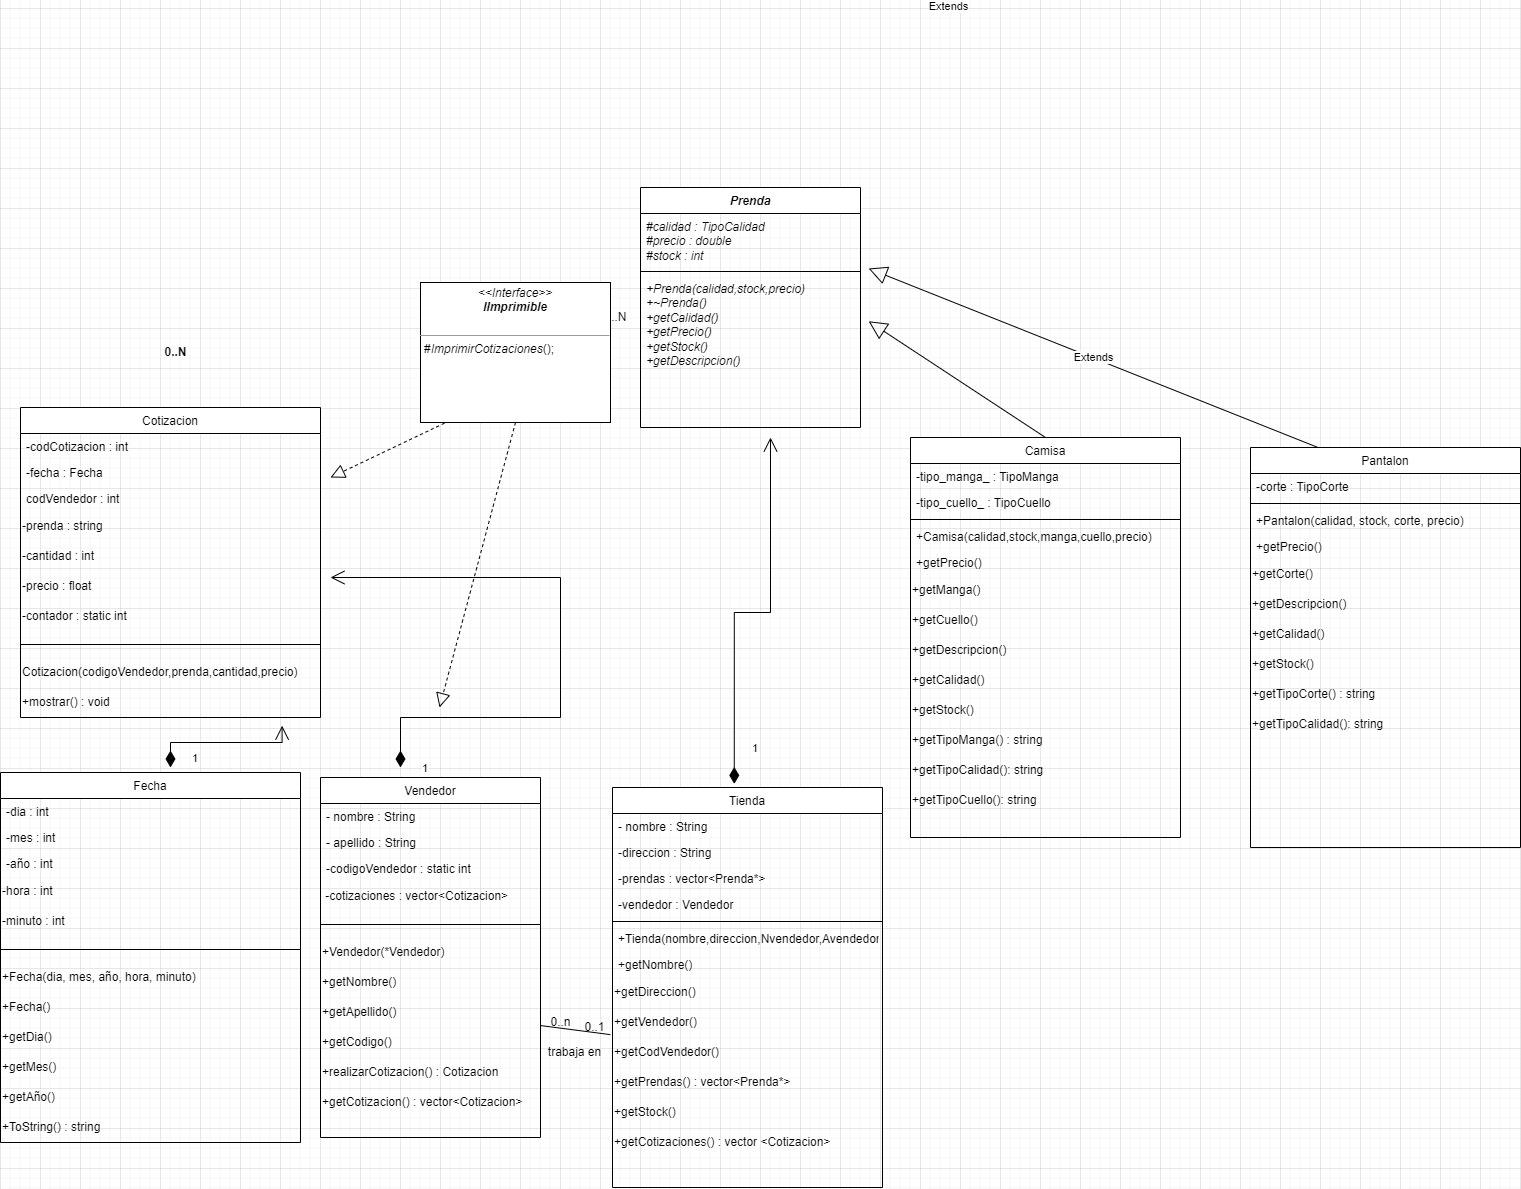 Extends
Prenda
#calidad : TipoCalidad
#precio : double
#stock : int
+Prenda(calidad,stock,precio)
+~Prenda()
+getCalidad()
+getPrecio()
+getStock()
+getDescripcion()
<<Interface>>
IImprimible
#ImprimirCotizaciones();
..N
0..N
Extends
Cotizacion
-codCotizacion : int
-fecha : Fecha
codVendedor : int
-prenda : string
-cantidad : int
-precio : float
-contador : static int
Cotizacion(codigoVendedor,prenda,cantidad,precio)
+mostrar() : void
Camisa
-tipo_manga_ : TipoManga
-tipo_cuello_ : TipoCuello
+Camisa(calidad,stock,manga,cuello,precio)
+getPrecio()
+getManga()
+getCuello()
+getDescripcion()
+getCalidad()
+getStock()
+getTipoManga() : string
+getTipoCalidad(): string
+getTipoCuello(): string
Pantalon
-corte : TipoCorte
+Pantalon(calidad, stock, corte, precio)
+getPrecio()
+getCorte()
+getDescripcion()
+getCalidad()
+getStock()
+getTipoCorte() : string
+getTipoCalidad(): string
1
Fecha
-dia : int
-mes : int
-año : int
-hora : int
-minuto : int
+Fecha(dia, mes, año, hora, minuto)
+Fecha()
+getDia()
+getMes()
+getAño()
+ToString() : string
1
Vendedor
- nombre : String
- apellido : String
-codigoVendedor : static int
-cotizaciones : vector<Cotizacion>
+Vendedor(*Vendedor)
+getNombre()
+getApellido()
+getCodigo()
+realizarCotizacion() : Cotizacion
+getCotizacion() : vector<Cotizacion>
0..n
0..1
trabaja en
1
Tienda
- nombre : String
-direccion : String
-prendas : vector<Prenda*>
-vendedor : Vendedor
+Tienda(nombre,direccion,Nvendedor,Avendedor
+getNombre()
+getDireccion()
+getVendedor()
+getCodVendedor()
+getPrendas() : vector<Prenda*>
+getStock()
+getCotizaciones() : vector <Cotizacion>